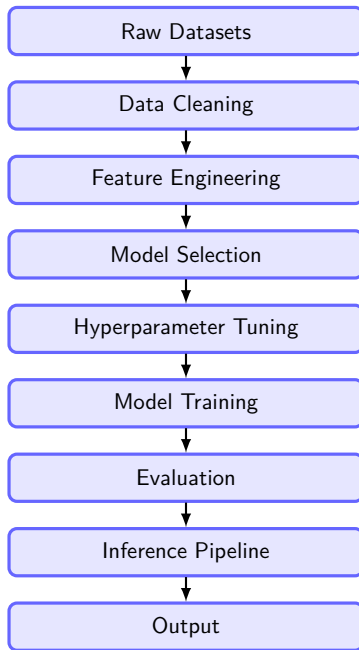 Raw Datasets
Data Cleaning
Feature Engineering
Model Selection
Hyperparameter Tuning
Model Training
Evaluation
Inference Pipeline
Output